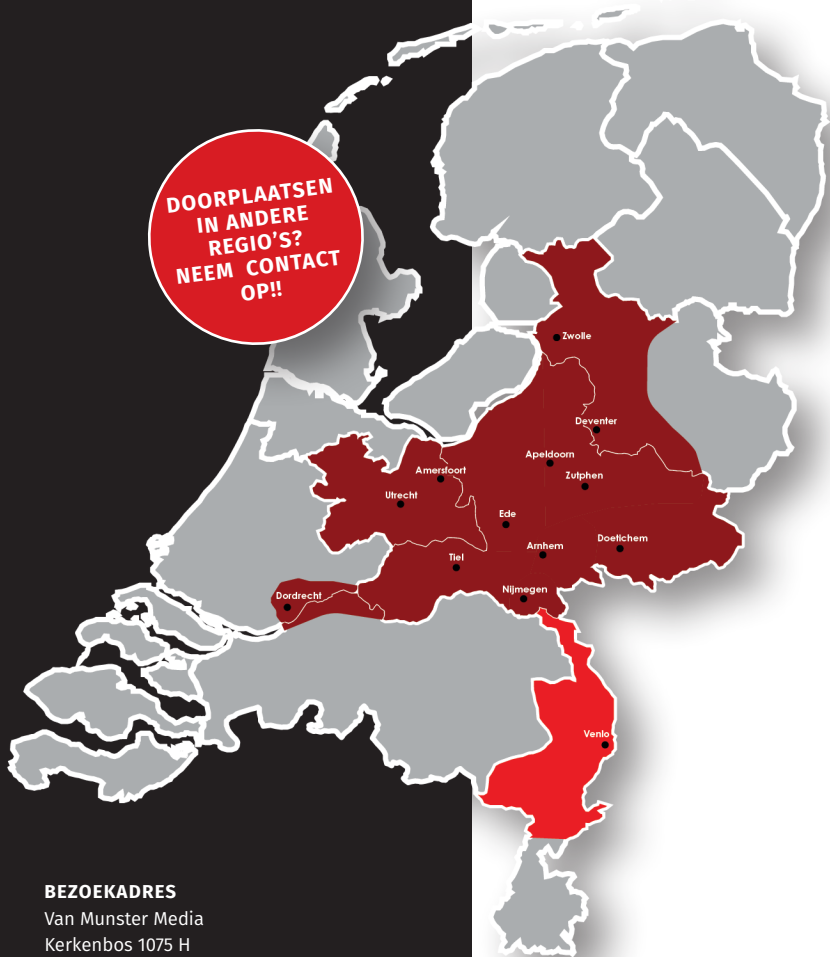 DOORPLAATSEN
IN ANDERE
REGIO'S?
NEEM CONTACT
OP!!
Zwolle
Deventer
Apeldoorn
Amersfoort
Zutphen
Utrecht
Ede
Doetichem
Arnhem
Tiel
Nijmegen
Dordrecht
Venlo
BEZOEKADRES
Van Munster Media
Kerkenbos 1075 H